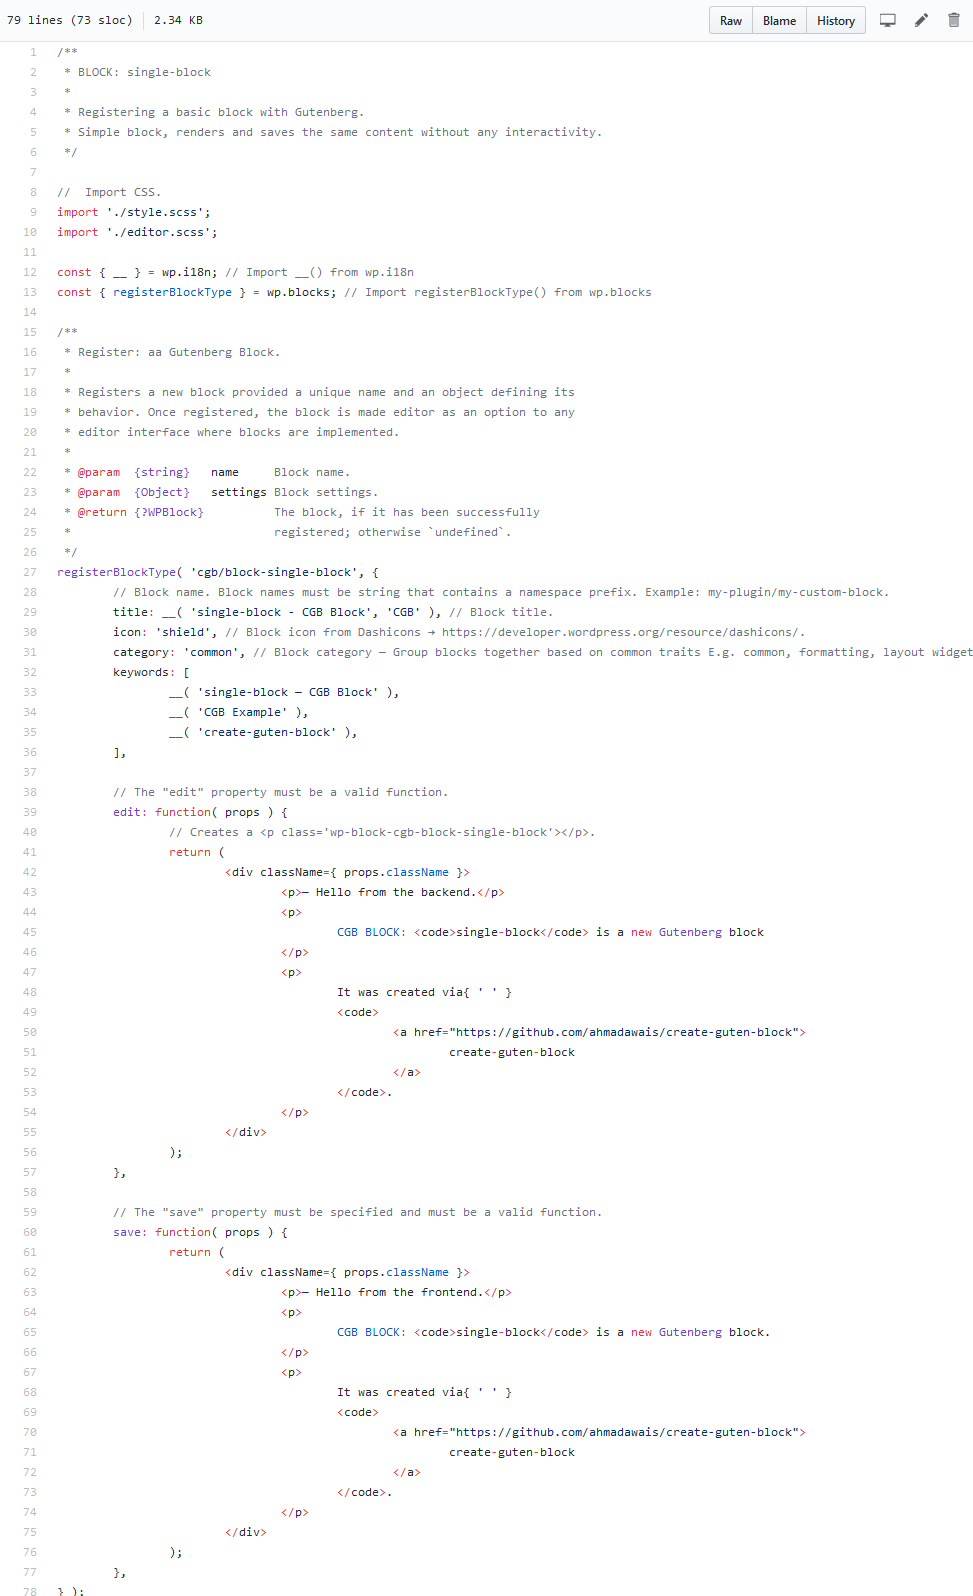 79 lines (73 sloc) 2.34 KB Raw Blame History
1 /**
2 * BLOCK: single-block
3 *
4 * Registering a basic block with Gutenberg.
5 * Simple block, renders and saves the same content without any interactivity.
6 */
7
8 //  Import CSS.
9 import './style.scss';
10 import './editor.scss';
11
12 const { __ } = wp.i18n; // Import __() from wp.i18n
13 const { registerBlockType } = wp.blocks; // Import registerBlockType() from wp.blocks
14
15 /**
16 * Register: aa Gutenberg Block.
17 *
18 * Registers a new block provided a unique name and an object defining its
19 * behavior. Once registered, the block is made editor as an option to any
20 * editor interface where blocks are implemented.
21 *
22 * @param  {string}   name     Block name.
23 * @param  {Object}   settings Block settings.
24 * @return {?WPBlock}          The block, if it has been successfully
25 *                             registered; otherwise `undefined`.
26 */
27 registerBlockType( 'cgb/block-single-block', {
28 // Block name. Block names must be string that contains a namespace prefix. Example: my-plugin/my-custom-block.
29 title: __( 'single-block - CGB Block', 'CGB' ), // Block title.
30 icon: 'shield', // Block icon from Dashicons → https://developer.wordpress.org/resource/dashicons/.
31 category: 'common', // Block category — Group blocks together based on common traits E.g. common, formatting, layout widget
32 keywords: [
33 __( 'single-block — CGB Block' ),
34 __( 'CGB Example' ),
35 __( 'create-guten-block' ),
36 ],
37
38 // The "edit" property must be a valid function.
39 edit: function( props ) {
40 // Creates a <p class='wp-block-cgb-block-single-block'></p>.
41 return (
42 <div className={ props.className }>
43 <p>— Hello from the backend.</p>
44 <p>
45 CGB BLOCK: <code>single-block</code> is a new Gutenberg block
46 </p>
47 <p>
48 It was created via{ ' ' }
49 <code>
50 <a href="https://github.com/ahmadawais/create-guten-block">
51 create-guten-block
52 </a>
53 </code>.
54 </p>
55 </div>
56 );
57 },
58
59 // The "save" property must be specified and must be a valid function.
60 save: function( props ) {
61 return (
62 <div className={ props.className }>
63 <p>— Hello from the frontend.</p>
64 <p>
65 CGB BLOCK: <code>single-block</code> is a new Gutenberg block.
66 </p>
67 <p>
68 It was created via{ ' ' }
69 <code>
70 <a href="https://github.com/ahmadawais/create-guten-block">
71 create-guten-block
72 </a>
73 </code>.
74 </p>
75 </div>
76 );
77 },
78 } );